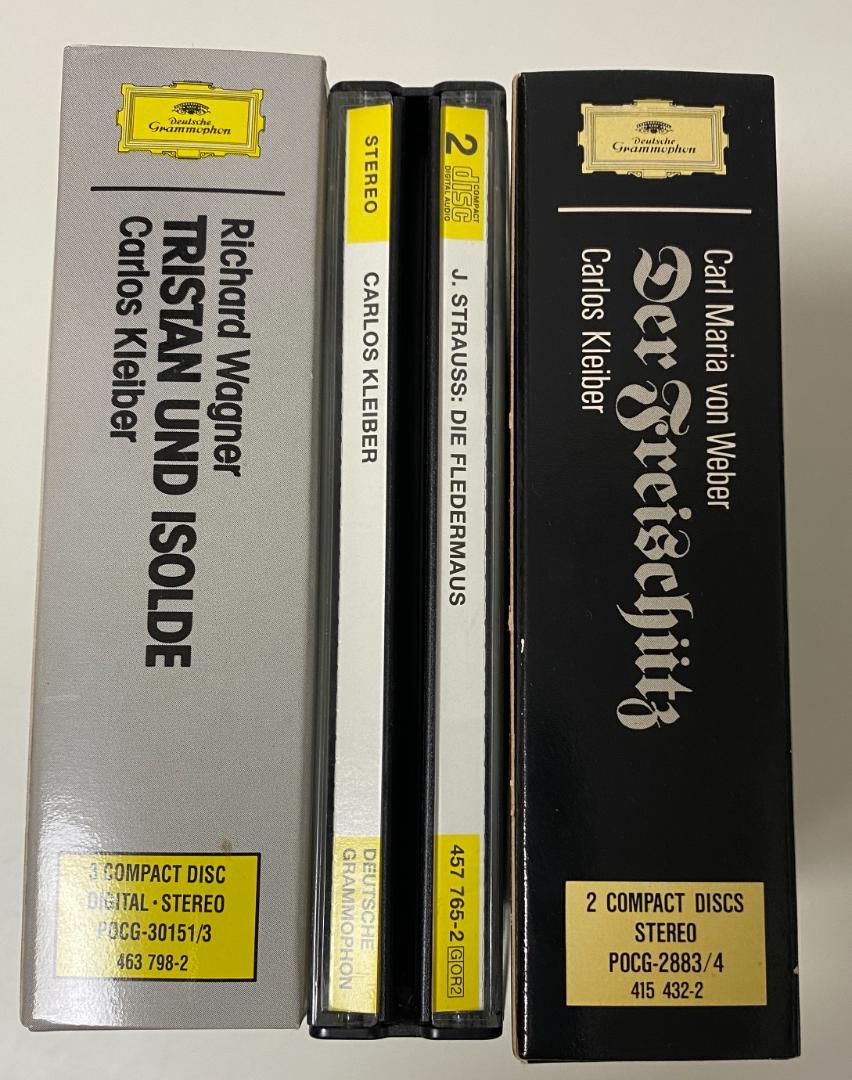 Deutsche
Grammophon
Richard Wagner
TRISTAN UND ISOLDE
Carlos Kleiber
3 COMPACT DISC
DIGITAL · STEREO
POCG-30151/3
463 798-2
STEREO
CARLOS KLEIBER
DEUTSCHE
GRAMMOPHON
2
COMPACT
disc
DIGITAL AUDIO
J. STRAUSS: DIE FLEDERMAUS
457 765-2 GOR2
Deutsche
Grammophon
Carl Maria von Weber
Der Freischütz
Carlos Kleiber
2 COMPACT DISCS
STEREO
POCG-2883/4
415 432-2